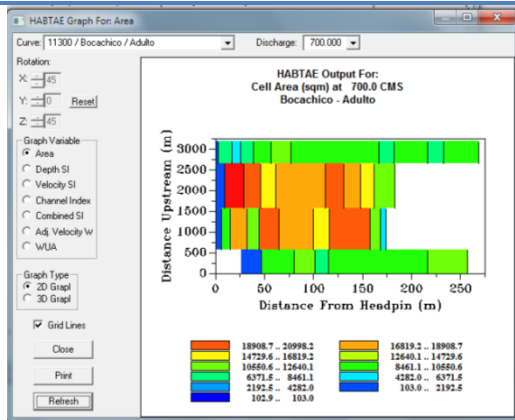 HABTAE Graph For: Area
Curve: 11300 / Bocachico / Adulto
Discharge: 700.000
Rotation:
X: 45
Y: 0 Reset
Z: 45
Graph Variable
Area
Depth SI
Velocity SI
Channel Index
Combined SI
Adj. Velocity W
WUA
Graph Type
2D Grapl
3D Grapl
Grid Lines
Close
Print
Refresh
HABTAE Output For:
Cell Area (sqm) at 700.0 CMS
Bocachico - Adulto
Distance Upstream (m)
3000
2500
2000
1500
1000
500
0
0 50 100 150 200 250
Distance From Headpin (m)
18908.7 .. 20998.2 16819.2 .. 18908.7
14729.6 .. 16819.2 12640.1 .. 14729.6
10550.6 .. 12640.1 8461.1 .. 10550.6
6371.5 .. 8461.1 4282.0 .. 6371.5
2192.5 .. 4282.0 103.0 .. 2192.5
102.9 .. 103.0